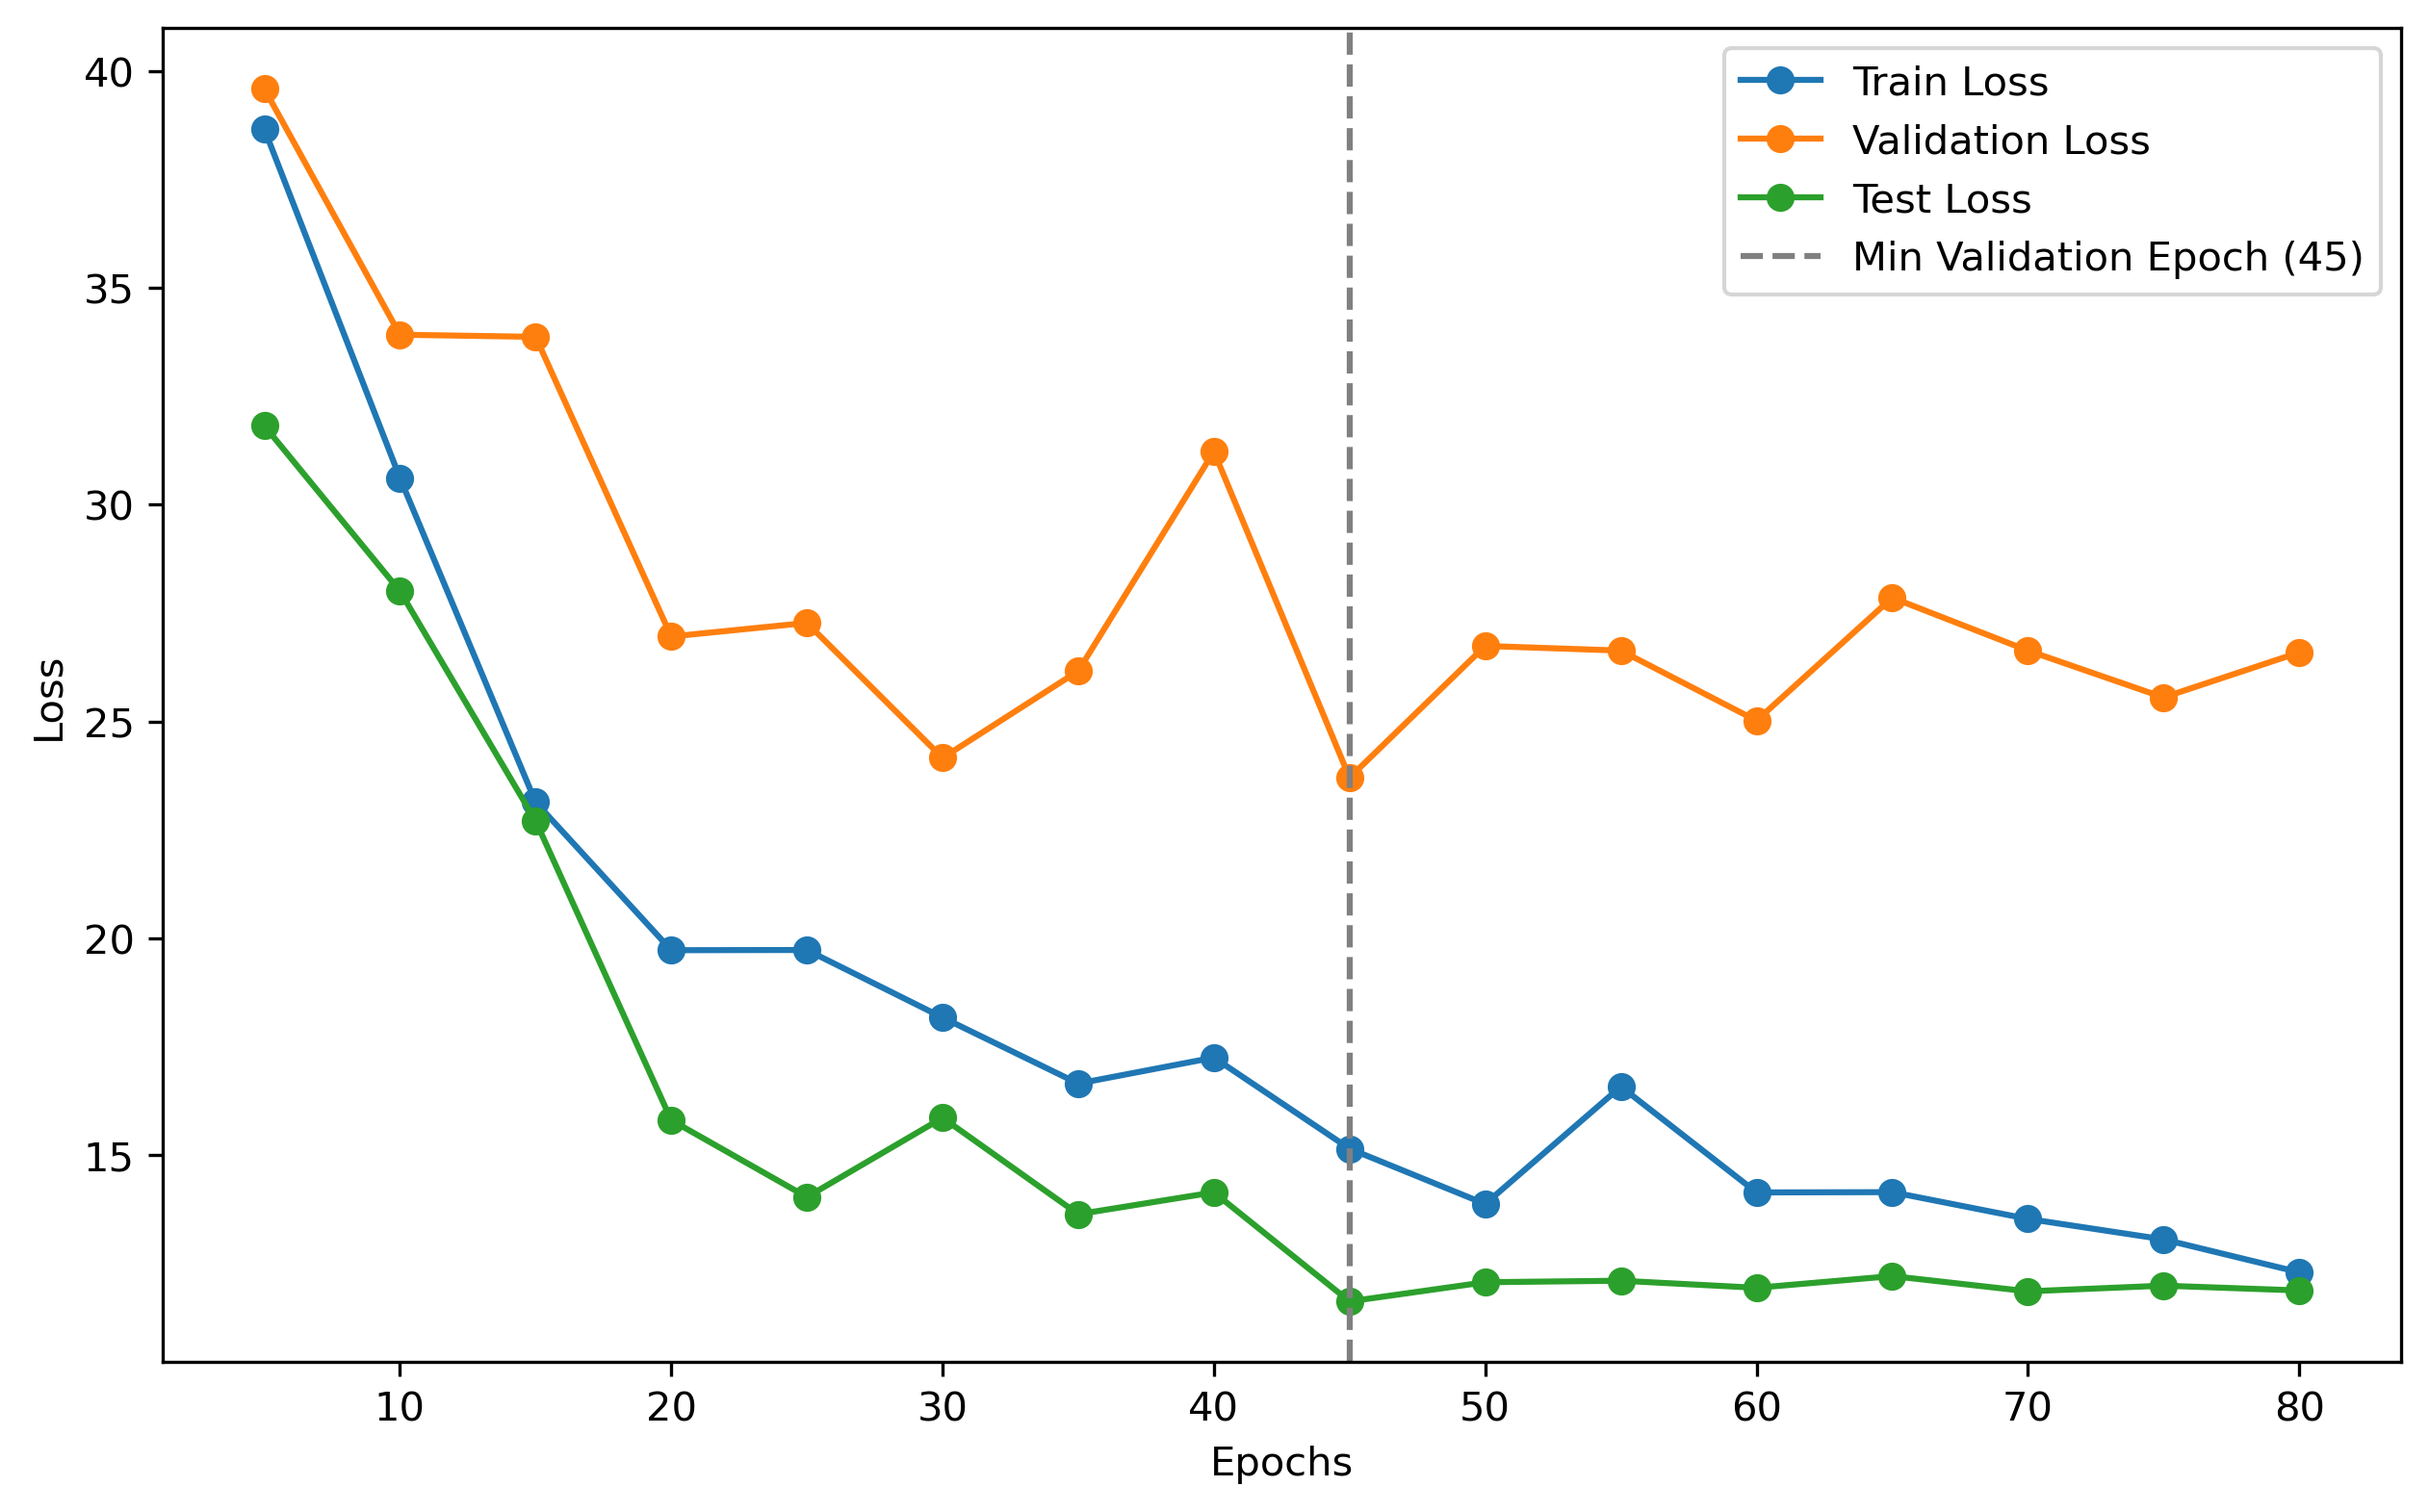 40
35
30
25
20
15
Loss
Train Loss
Validation Loss
Test Loss
Min Validation Epoch (45)
10 20 30 40 50 60 70 80
Epochs